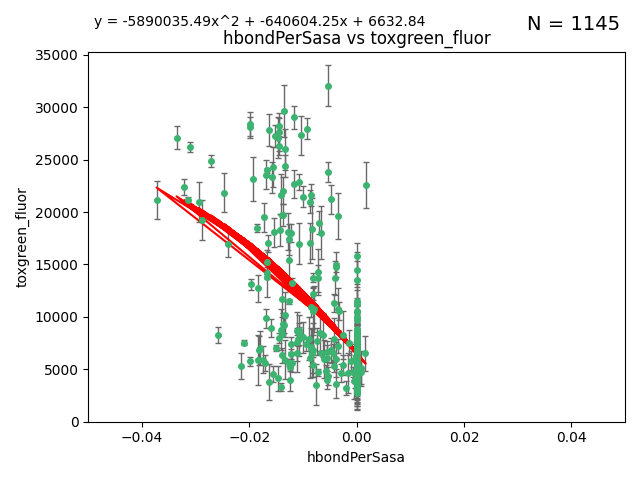 y = -5890035.49x^2 + -640604.25x + 6632.84
N = 1145
hbondPerSasa vs toxgreen_fluor
35000
30000
25000
20000
15000
10000
5000
0
toxgreen_fluor
−0.04
−0.02
0.00
0.02
0.04
hbondPerSasa